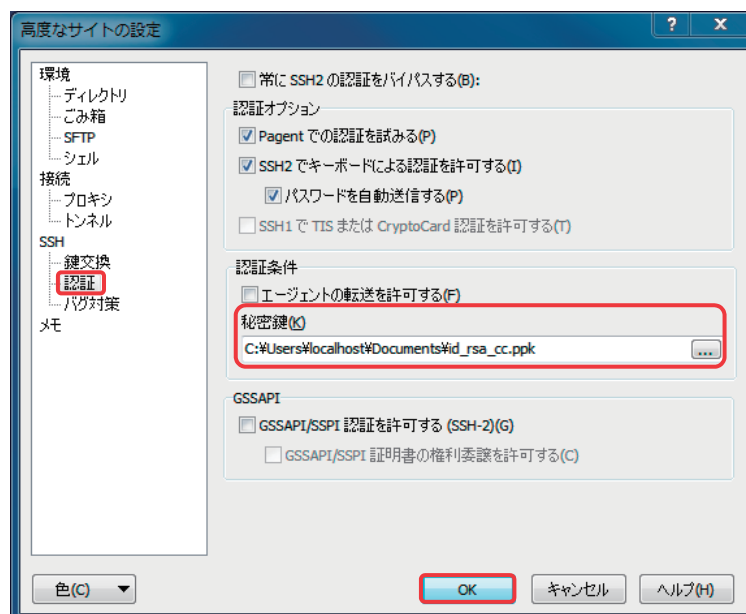 高度なサイトの設定
? X
環境
ディレクトリ
ごみ箱
SFTP
シェル
接続
プロキシ
トンネル
SSH
鍵交換
認証
バグ対策
メモ
常に SSH2 の認証をバイパスする(B):
認証オプション
Pagent での認証を試みる(P)
SSH2 でキーボードによる認証を許可する(I)
パスワードを自動送信する(P)
SSH1 で TIS または CryptoCard 認証を許可する(T)
認証条件
エージェントの転送を許可する(F)
秘密鍵(K)
C:¥Users¥localhost¥Documents¥id_rsa_cc.ppk
...
GSSAPI
GSSAPI/SSPI 認証を許可する (SSH-2)(G)
GSSAPI/SSPI 証明書の権利委譲を許可する(C)
色(C)
OK
キャンセル
ヘルプ(H)